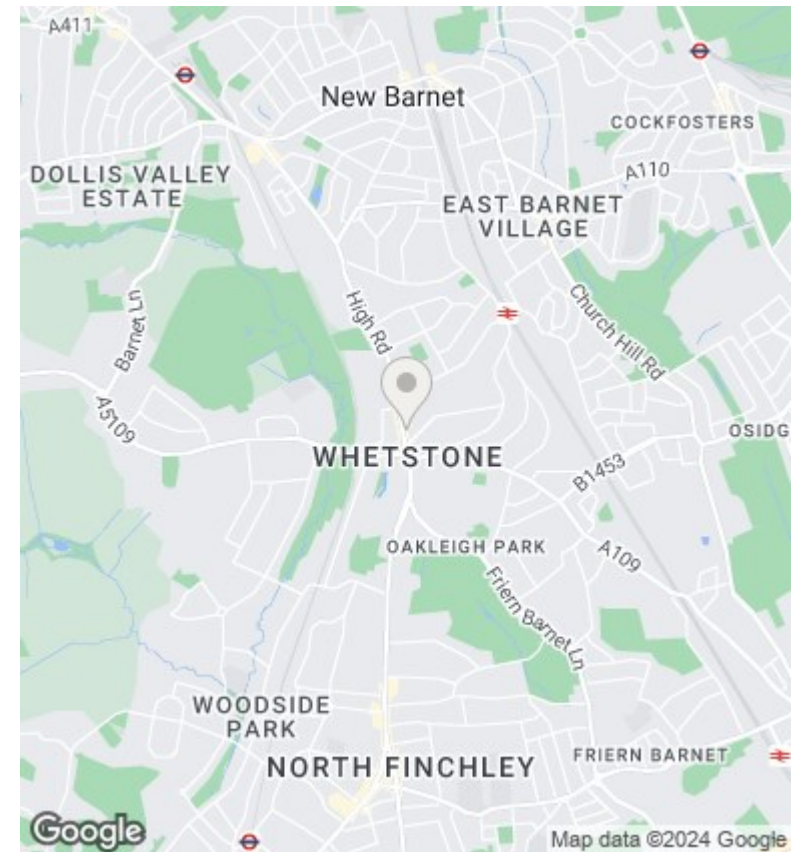 A411
New Barnet
COCKFOSTERS
DOLLIS VALLEY
ESTATE
A110
EAST BARNET
VILLAGE
Barnet Ln
High Rd
Church Hill Rd
A5109
OSIDG
WHETSTONE
B1453
OAKLEIGH PARK
A109
Friern Barnet Ln
WOODSIDE
PARK
NORTH FINCHLEY
FRIERN BARNET
Google
Map data ©2024 Google